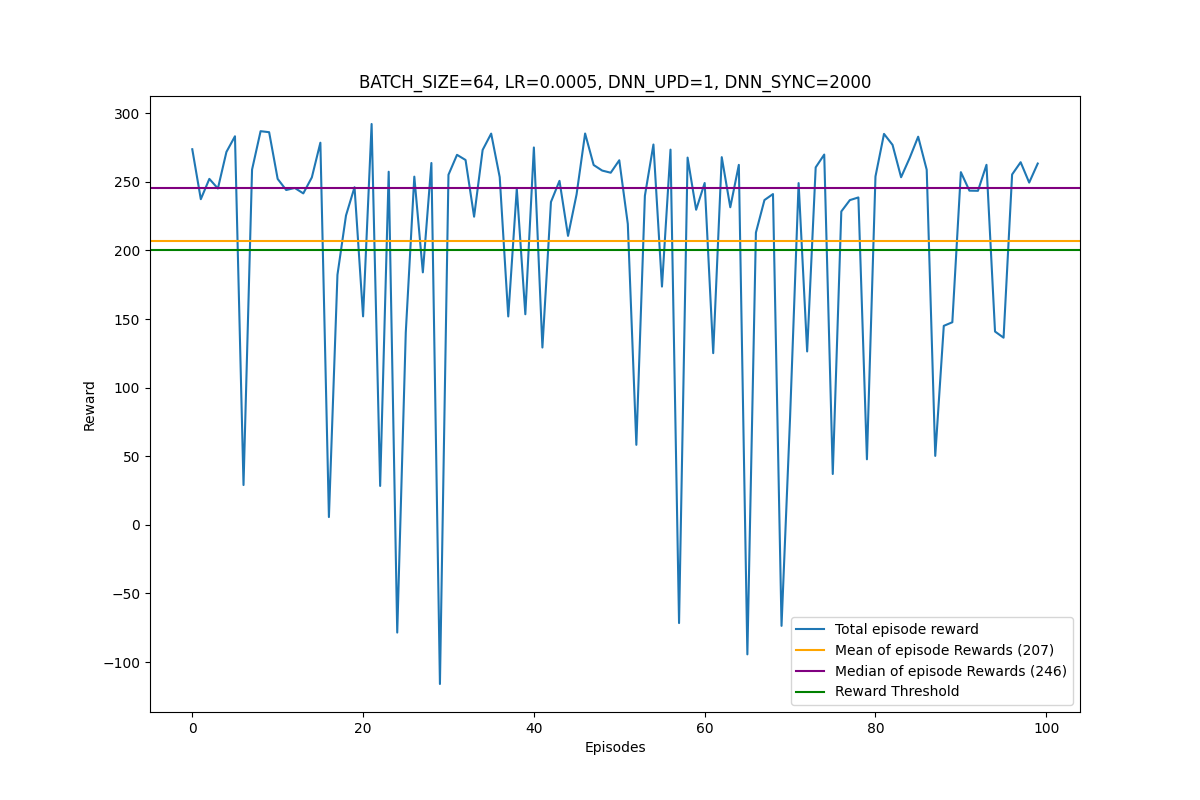 BATCH_SIZE=64, LR=0.0005, DNN_UPD=1, DNN_SYNC=2000
300
250
200
150
100
50
0
−50
−100
Reward
Total episode reward
Mean of episode Rewards (207)
Median of episode Rewards (246)
Reward Threshold
0 20 40 60 80 100
Episodes